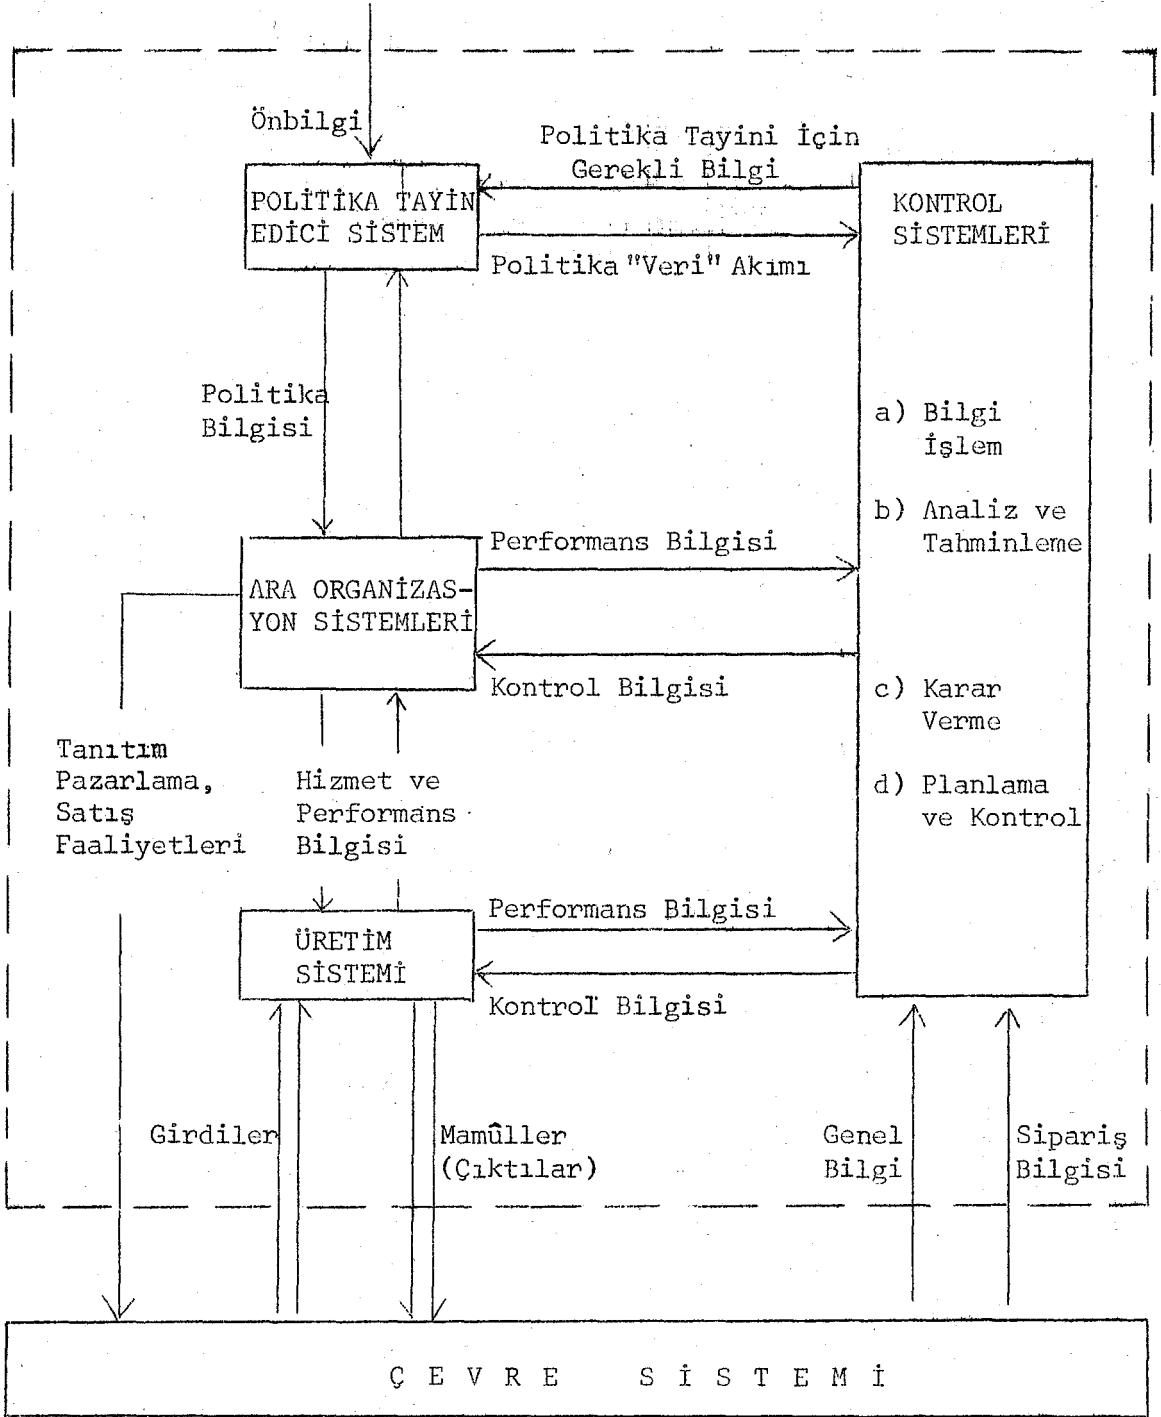 Önbilgi
Politika Tayini İçin
Gerekli Bilgi
POLİTİKA TAYİN
EDİCİ SİSTEM
KONTROL
SİSTEMLERİ
Politika "Veri" Akımı
Politika
Bilgisi
a) Bilgi
İşlem
b) Analiz ve
Tahminleme
Performans Bilgisi
ARA ORGANİZAS-
YON SİSTEMLERİ
Kontrol Bilgisi
c) Karar
Verme
Tanıtım
Pazarlama,
Satış
Faaliyetleri
Hizmet ve
Performans
Bilgisi
d) Planlama
ve Kontrol
Performans Bilgisi
ÜRETİM
SİSTEMİ
Kontrol Bilgisi
Girdiler
Mamûller
(Çıktılar)
Genel
Bilgi
Sipariş
Bilgisi
ÇEVRE SİSTEMİ